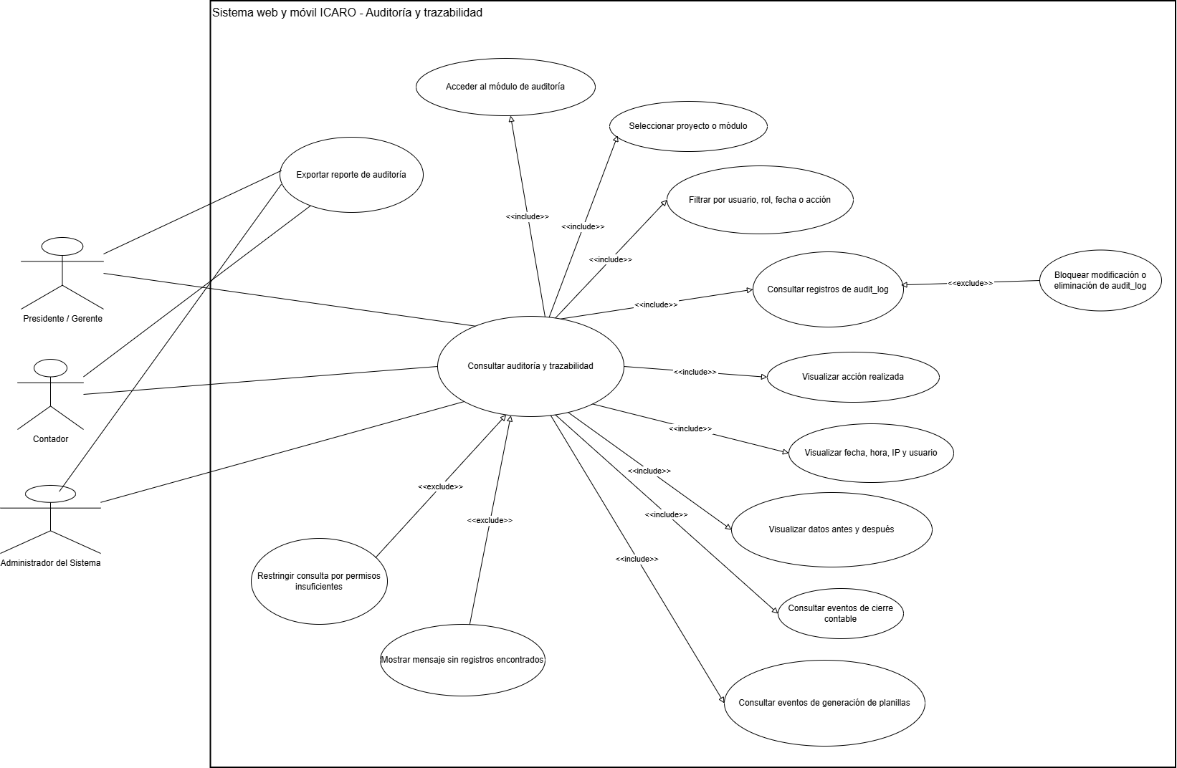 Sistema web y móvil ICARO - Auditoría y trazabilidad
Acceder al módulo de auditoría
Seleccionar proyecto o módulo
Exportar reporte de auditoría
Filtrar por usuario, rol, fecha o acción
<<include>>
<<include>>
<<include>>
Presidente / Gerente
Consultar registros de audit_log
<<exclude>>
Bloquear modificación o
eliminación de audit_log
<<include>>
Consultar auditoría y trazabilidad
<<include>>
Visualizar acción realizada
Contador
<<include>>
Visualizar fecha, hora, IP y usuario
<<include>>
<<exclude>>
<<include>>
<<exclude>>
Visualizar datos antes y después
Administrador del Sistema
<<include>>
Restringir consulta por permisos
insuficientes
Consultar eventos de cierre
contable
Mostrar mensaje sin registros encontrados
Consultar eventos de generación de planillas